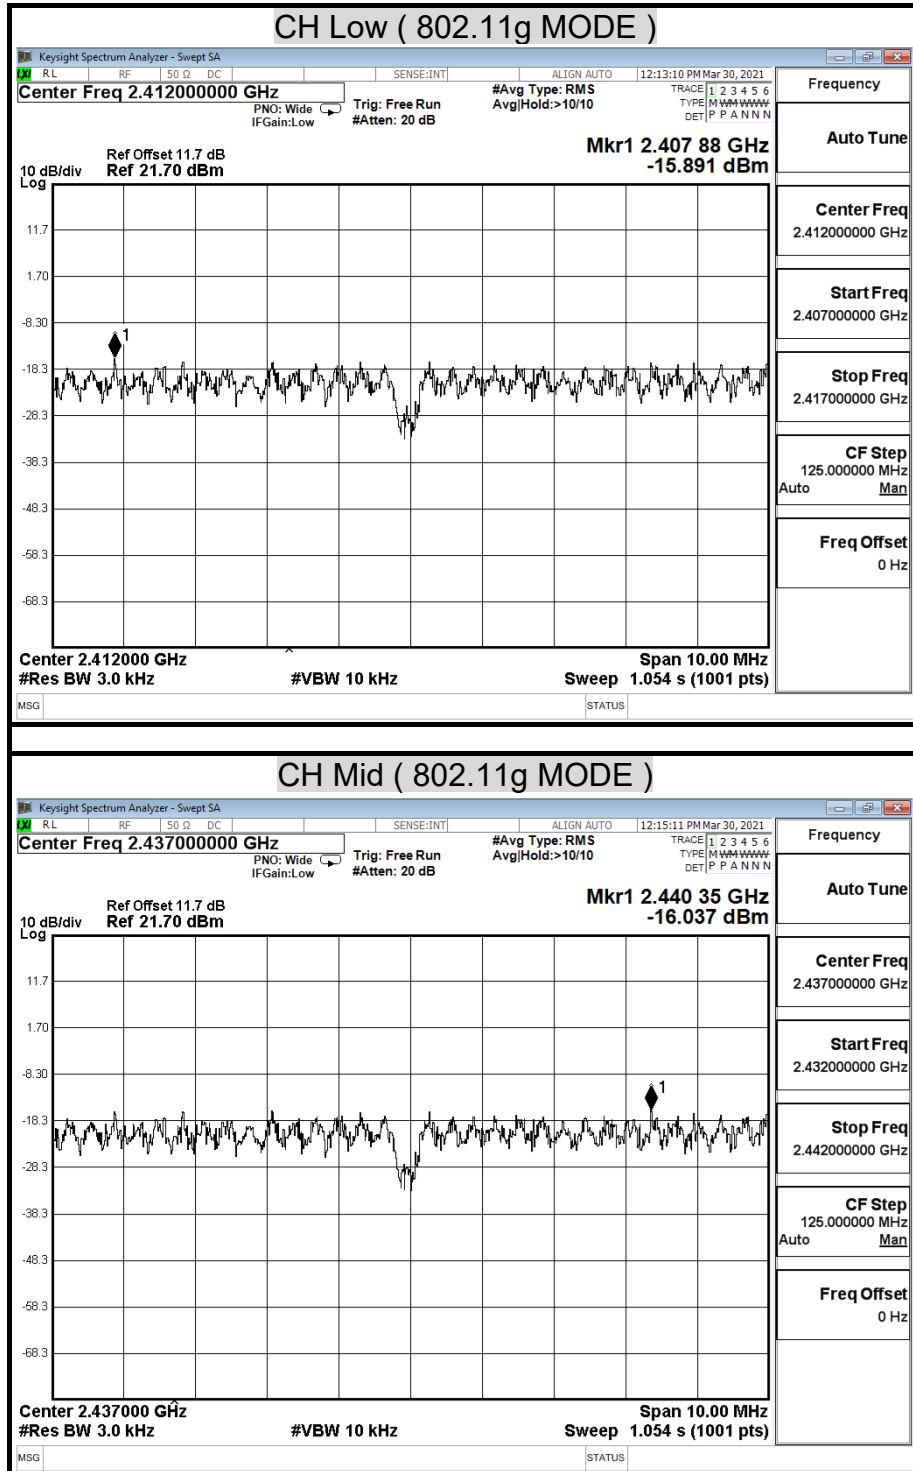 CH Low ( 802.11g MODE )
Keysight Spectrum Analyzer - Swept SA
LXI RL RF 50 Ω DC SENSE:INT ALIGN AUTO 12:13:10 PM Mar 30, 2021
Center Freq 2.412000000 GHz
PNO: Wide
IFGain:Low
Trig: Free Run
#Atten: 20 dB
#Avg Type: RMS
Avg|Hold:>10/10
TRACE 1 2 3 4 5 6
TYPE M WM WWWW
DET P P A N N N
Frequency
Auto Tune
Center Freq
2.412000000 GHz
Start Freq
2.407000000 GHz
Stop Freq
2.417000000 GHz
CF Step
125.000000 MHz
Auto Man
Freq Offset
0 Hz
Mkr1 2.407 88 GHz
-15.891 dBm
Ref Offset 11.7 dB
10 dB/div Ref 21.70 dBm
Log
11.7
1.70
-8.30
1
-18.3
-28.3
-38.3
-48.3
-58.3
-68.3
Center 2.412000 GHz Span 10.00 MHz
#Res BW 3.0 kHz #VBW 10 kHz Sweep 1.054 s (1001 pts)
MSG STATUS
CH Mid ( 802.11g MODE )
Keysight Spectrum Analyzer - Swept SA
LXI RL RF 50 Ω DC SENSE:INT ALIGN AUTO 12:15:11 PM Mar 30, 2021
Center Freq 2.437000000 GHz
PNO: Wide
IFGain:Low
Trig: Free Run
#Atten: 20 dB
#Avg Type: RMS
Avg|Hold:>10/10
TRACE 1 2 3 4 5 6
TYPE M WM WWWW
DET P P A N N N
Frequency
Auto Tune
Center Freq
2.437000000 GHz
Start Freq
2.432000000 GHz
Stop Freq
2.442000000 GHz
CF Step
125.000000 MHz
Auto Man
Freq Offset
0 Hz
Mkr1 2.440 35 GHz
-16.037 dBm
Ref Offset 11.7 dB
10 dB/div Ref 21.70 dBm
Log
11.7
1.70
-8.30
1
-18.3
-28.3
-38.3
-48.3
-58.3
-68.3
Center 2.437000 GHz Span 10.00 MHz
#Res BW 3.0 kHz #VBW 10 kHz Sweep 1.054 s (1001 pts)
MSG STATUS